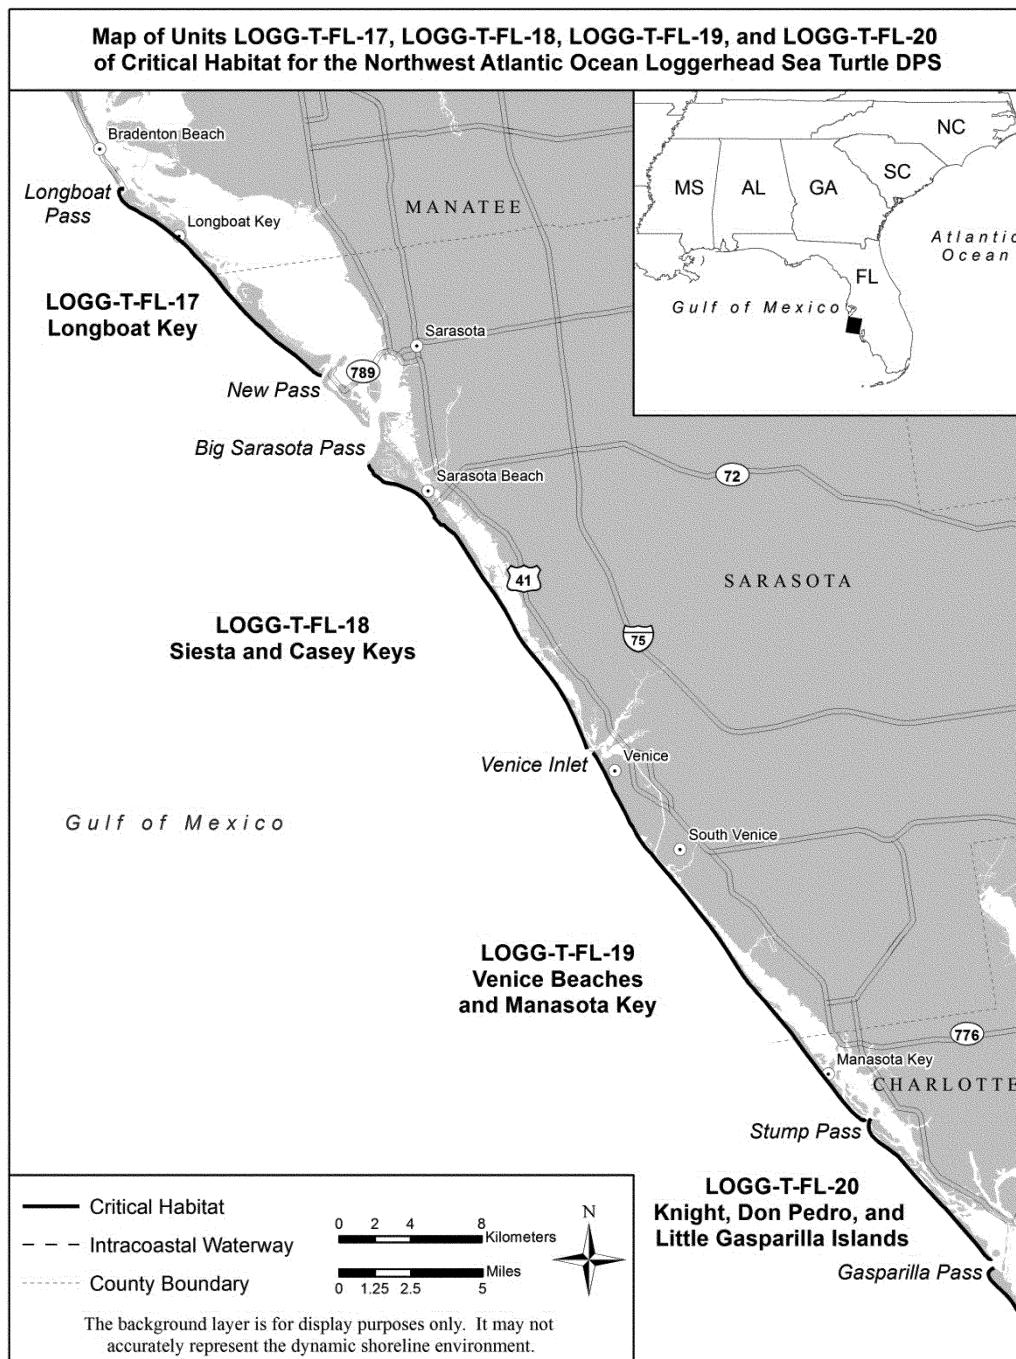 Map of Units LOGG-T-FL-17, LOGG-T-FL-18, LOGG-T-FL-19, and LOGG-T-FL-20
of Critical Habitat for the Northwest Atlantic Ocean Loggerhead Sea Turtle DPS
Bradenton Beach
Longboat
Pass
Longboat Key
MANATEE
LOGG-T-FL-17
Longboat Key
Sarasota
789
New Pass
Big Sarasota Pass
Sarasota Beach
72
41
SARASOTA
75
LOGG-T-FL-18
Siesta and Casey Keys
Venice Inlet
Venice
Gulf of Mexico
South Venice
LOGG-T-FL-19
Venice Beaches
and Manasota Key
776
Manasota Key
CHARLOTTE
Stump Pass
LOGG-T-FL-20
Knight, Don Pedro, and
Little Gasparilla Islands
Gasparilla Pass
NC
SC
MS
AL
GA
Atlantic
Ocean
FL
Gulf of Mexico
Critical Habitat
Intracoastal Waterway
County Boundary
0 2 4 8
Kilometers
Miles
0 1.25 2.5 5
N
The background layer is for display purposes only. It may not
accurately represent the dynamic shoreline environment.